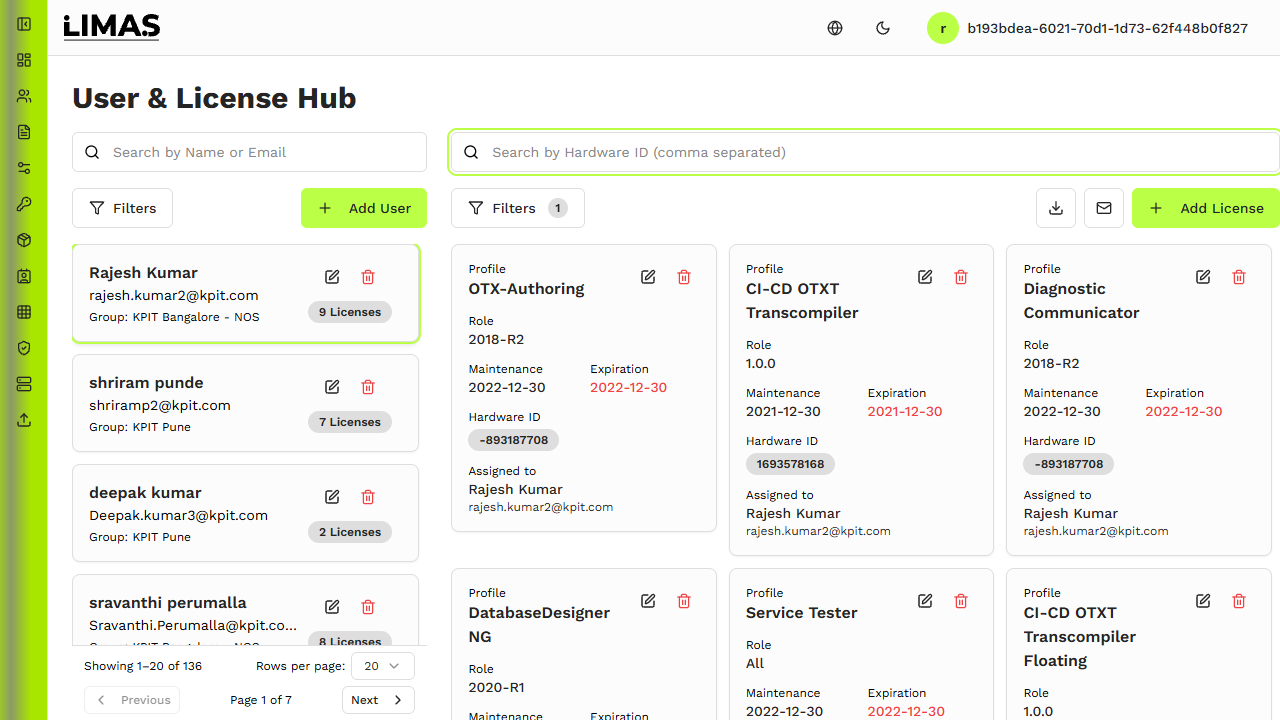 LIMAS
r
b193bdea-6021-70d1-1d73-62f448b0f827
User & License Hub
Search by Name or Email
Search by Hardware ID (comma separated)
Filters
Add User
Filters
1
Add License
Rajesh Kumar
rajesh.kumar2@kpit.com
Group: KPIT Bangalore - NOS
9 Licenses
shriram punde
shriramp2@kpit.com
Group: KPIT Pune
7 Licenses
deepak kumar
Deepak.kumar3@kpit.com
Group: KPIT Pune
2 Licenses
sravanthi perumalla
Sravanthi.Perumalla@kpit.co...
Group: KPIT Bangalore - NOS
8 Licenses
Showing 1–20 of 136
Rows per page:
20
Previous
Page 1 of 7
Next
Profile
OTX-Authoring
Role
2018-R2
Maintenance
2022-12-30
Expiration
2022-12-30
Hardware ID
-893187708
Assigned to
Rajesh Kumar
rajesh.kumar2@kpit.com
Profile
CI-CD OTXT
Transcompiler
Role
1.0.0
Maintenance
2021-12-30
Expiration
2021-12-30
Hardware ID
1693578168
Assigned to
Rajesh Kumar
rajesh.kumar2@kpit.com
Profile
Diagnostic
Communicator
Role
2018-R2
Maintenance
2022-12-30
Expiration
2022-12-30
Hardware ID
-893187708
Assigned to
Rajesh Kumar
rajesh.kumar2@kpit.com
Profile
DatabaseDesigner
NG
Role
2020-R1
Maintenance
Expiration
Profile
Service Tester
Role
All
Maintenance
2022-12-30
Expiration
2022-12-30
Profile
CI-CD OTXT
Transcompiler
Floating
Role
1.0.0